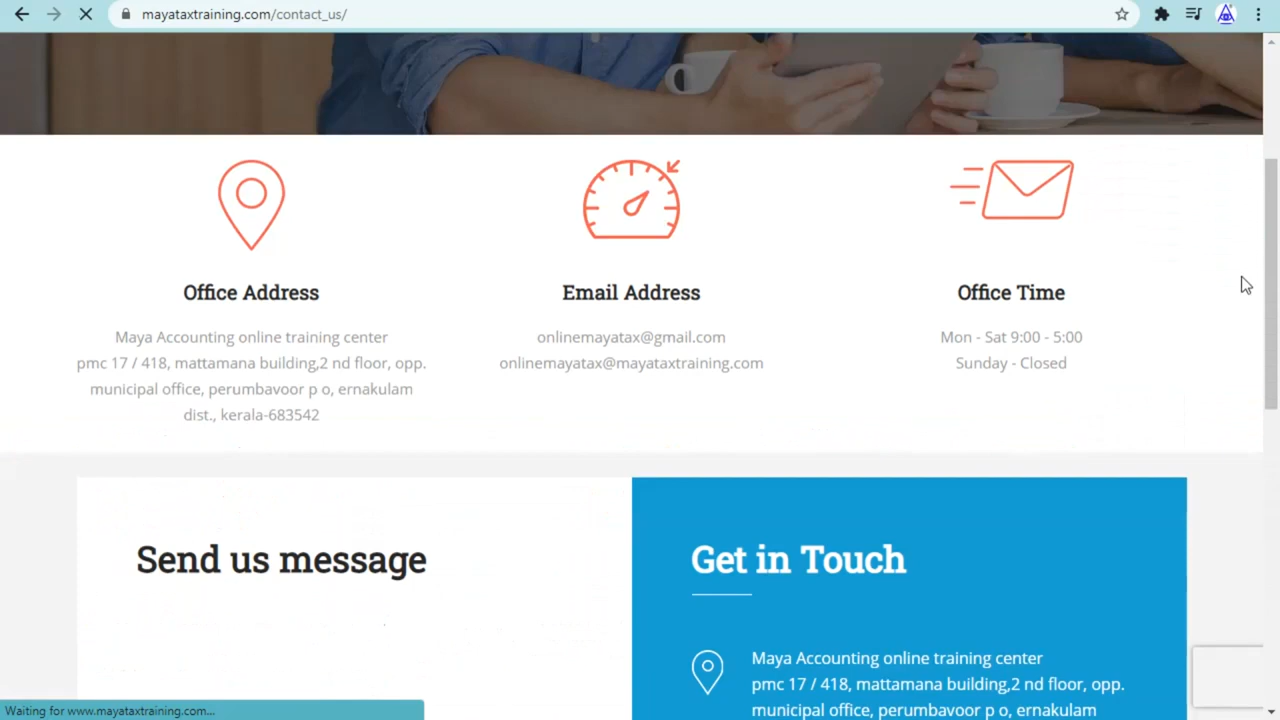 mayataxtraining.com/contact_us/
Office Address
Maya Accounting online training center
pmc 17 / 418, mattamana building,2 nd floor, opp.
municipal office, perumbavoor p o, ernakulam
dist., kerala-683542
Email Address
onlinemayatax@gmail.com
onlinemayatax@mayataxtraining.com
Office Time
Mon - Sat 9:00 - 5:00
Sunday - Closed
Send us message
Get in Touch
Maya Accounting online training center
pmc 17 / 418, mattamana building,2 nd floor, opp.
municipal office, perumbavoor p o, ernakulam
Waiting for www.mayataxtraining.com...